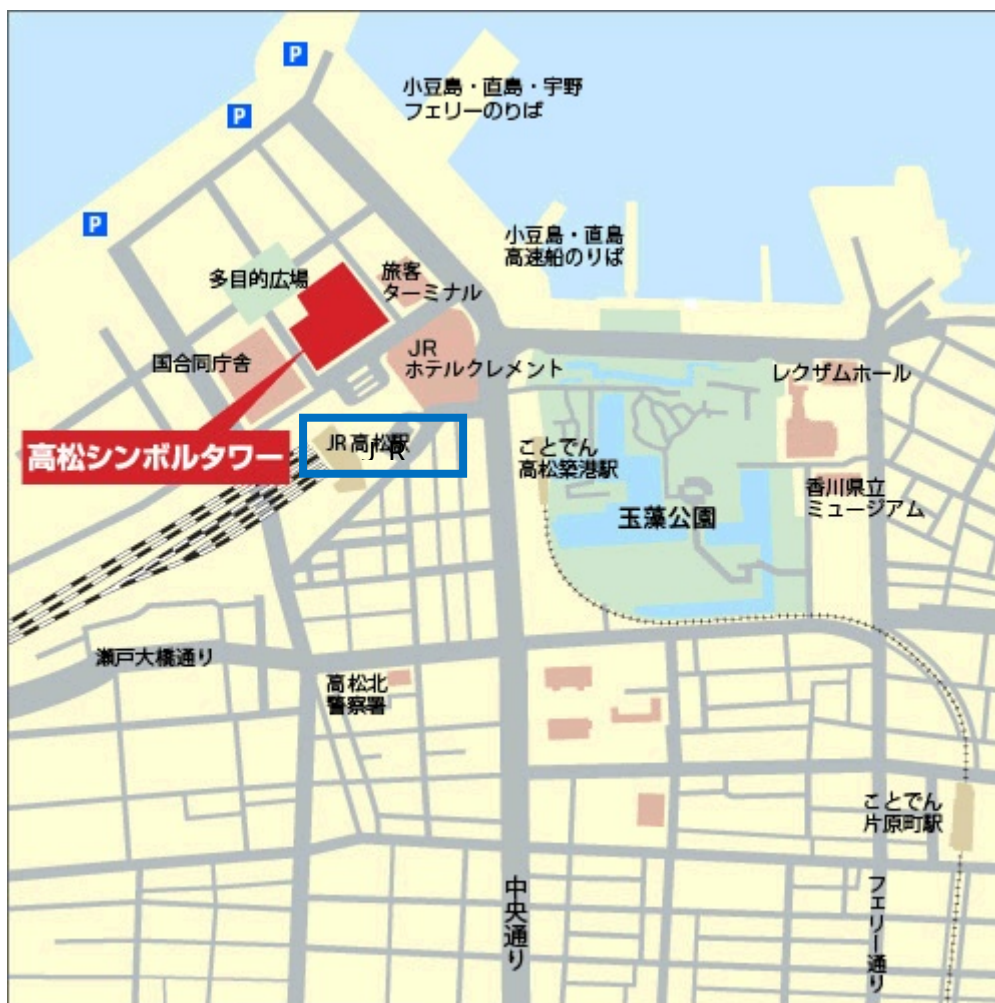 P
小豆島・直島・宇野
フェリーのりば
P
P
小豆島・直島
高速船のりば
多目的広場
旅客
ターミナル
国合同庁舎
JR
ホテルクレメント
レクザムホール
高松シンボルタワー
JR高松駅
JR
ことでん
高松築港駅
玉藻公園
香川県立
ミュージアム
瀬戸大橋通り
高松北
警察署
ことでん
片原町駅
中央通り
フェリー通り